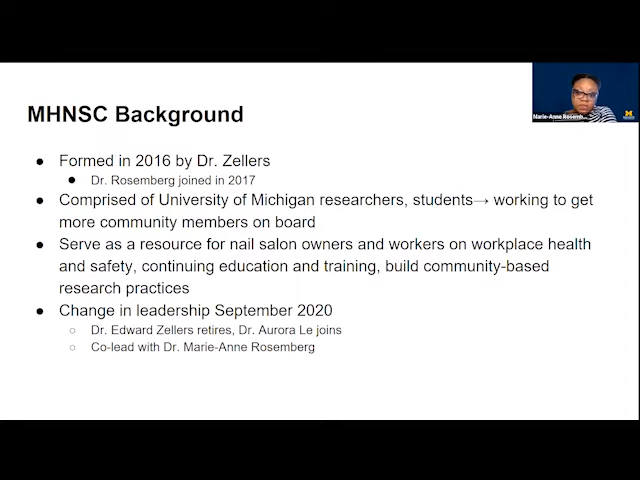 MHNSC Background
Marie-Anne Rosemb
M
● Formed in 2016 by Dr. Zellers
● Dr. Rosemberg joined in 2017
● Comprised of University of Michigan researchers, students→ working to get
more community members on board
● Serve as a resource for nail salon owners and workers on workplace health
and safety, continuing education and training, build community-based
research practices
● Change in leadership September 2020
○ Dr. Edward Zellers retires, Dr. Aurora Le joins
○ Co-lead with Dr. Marie-Anne Rosemberg